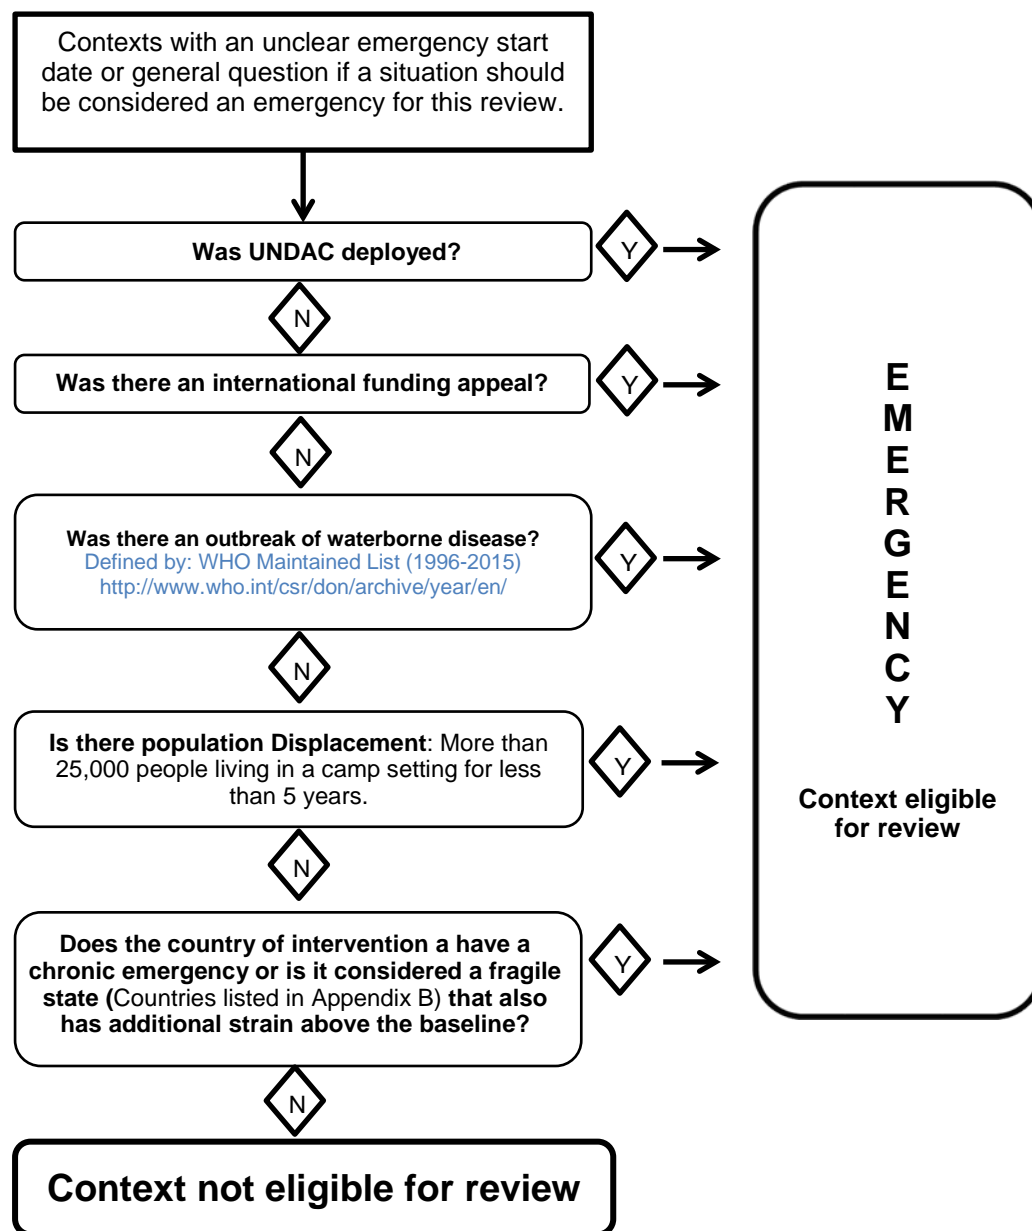 Contexts with an unclear emergency start
date or general question if a situation should
be considered an emergency for this review.
Was UNDAC deployed?
Y
N
Was there an international funding appeal?
Y
N
Was there an outbreak of waterborne disease?
Defined by: WHO Maintained List (1996-2015)
http://www.who.int/csr/don/archive/year/en/
Y
N
Is there population Displacement: More than
25,000 people living in a camp setting for less
than 5 years.
Y
N
Does the country of intervention a have a
chronic emergency or is it considered a fragile
state (Countries listed in Appendix B) that also
has additional strain above the baseline?
Y
N
Context not eligible for review
E
M
E
R
G
E
N
C
Y
Context eligible
for review